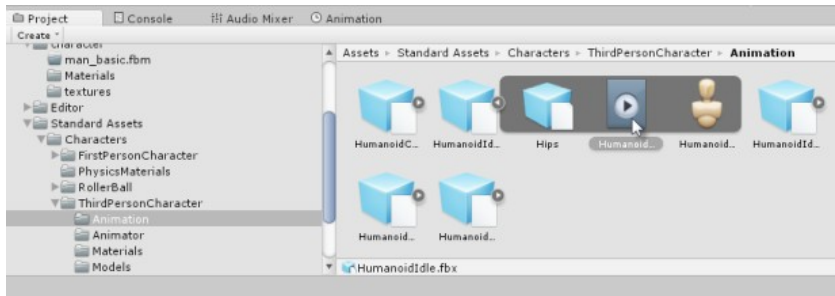 Project Console Audio Mixer Animation
Create
character
man_basic.fbm
Materials
textures
Editor
Standard Assets
Characters
FirstPersonCharacter
PhysicsMaterials
RollerBall
ThirdPersonCharacter
Animation
Animator
Materials
Models
Assets Standard Assets Characters ThirdPersonCharacter Animation
HumanoidC... HumanoidId... Hips Humanoid... Humanoid... HumanoidId...
Humanoid... Humanoid...
HumanoidIdle.fbx